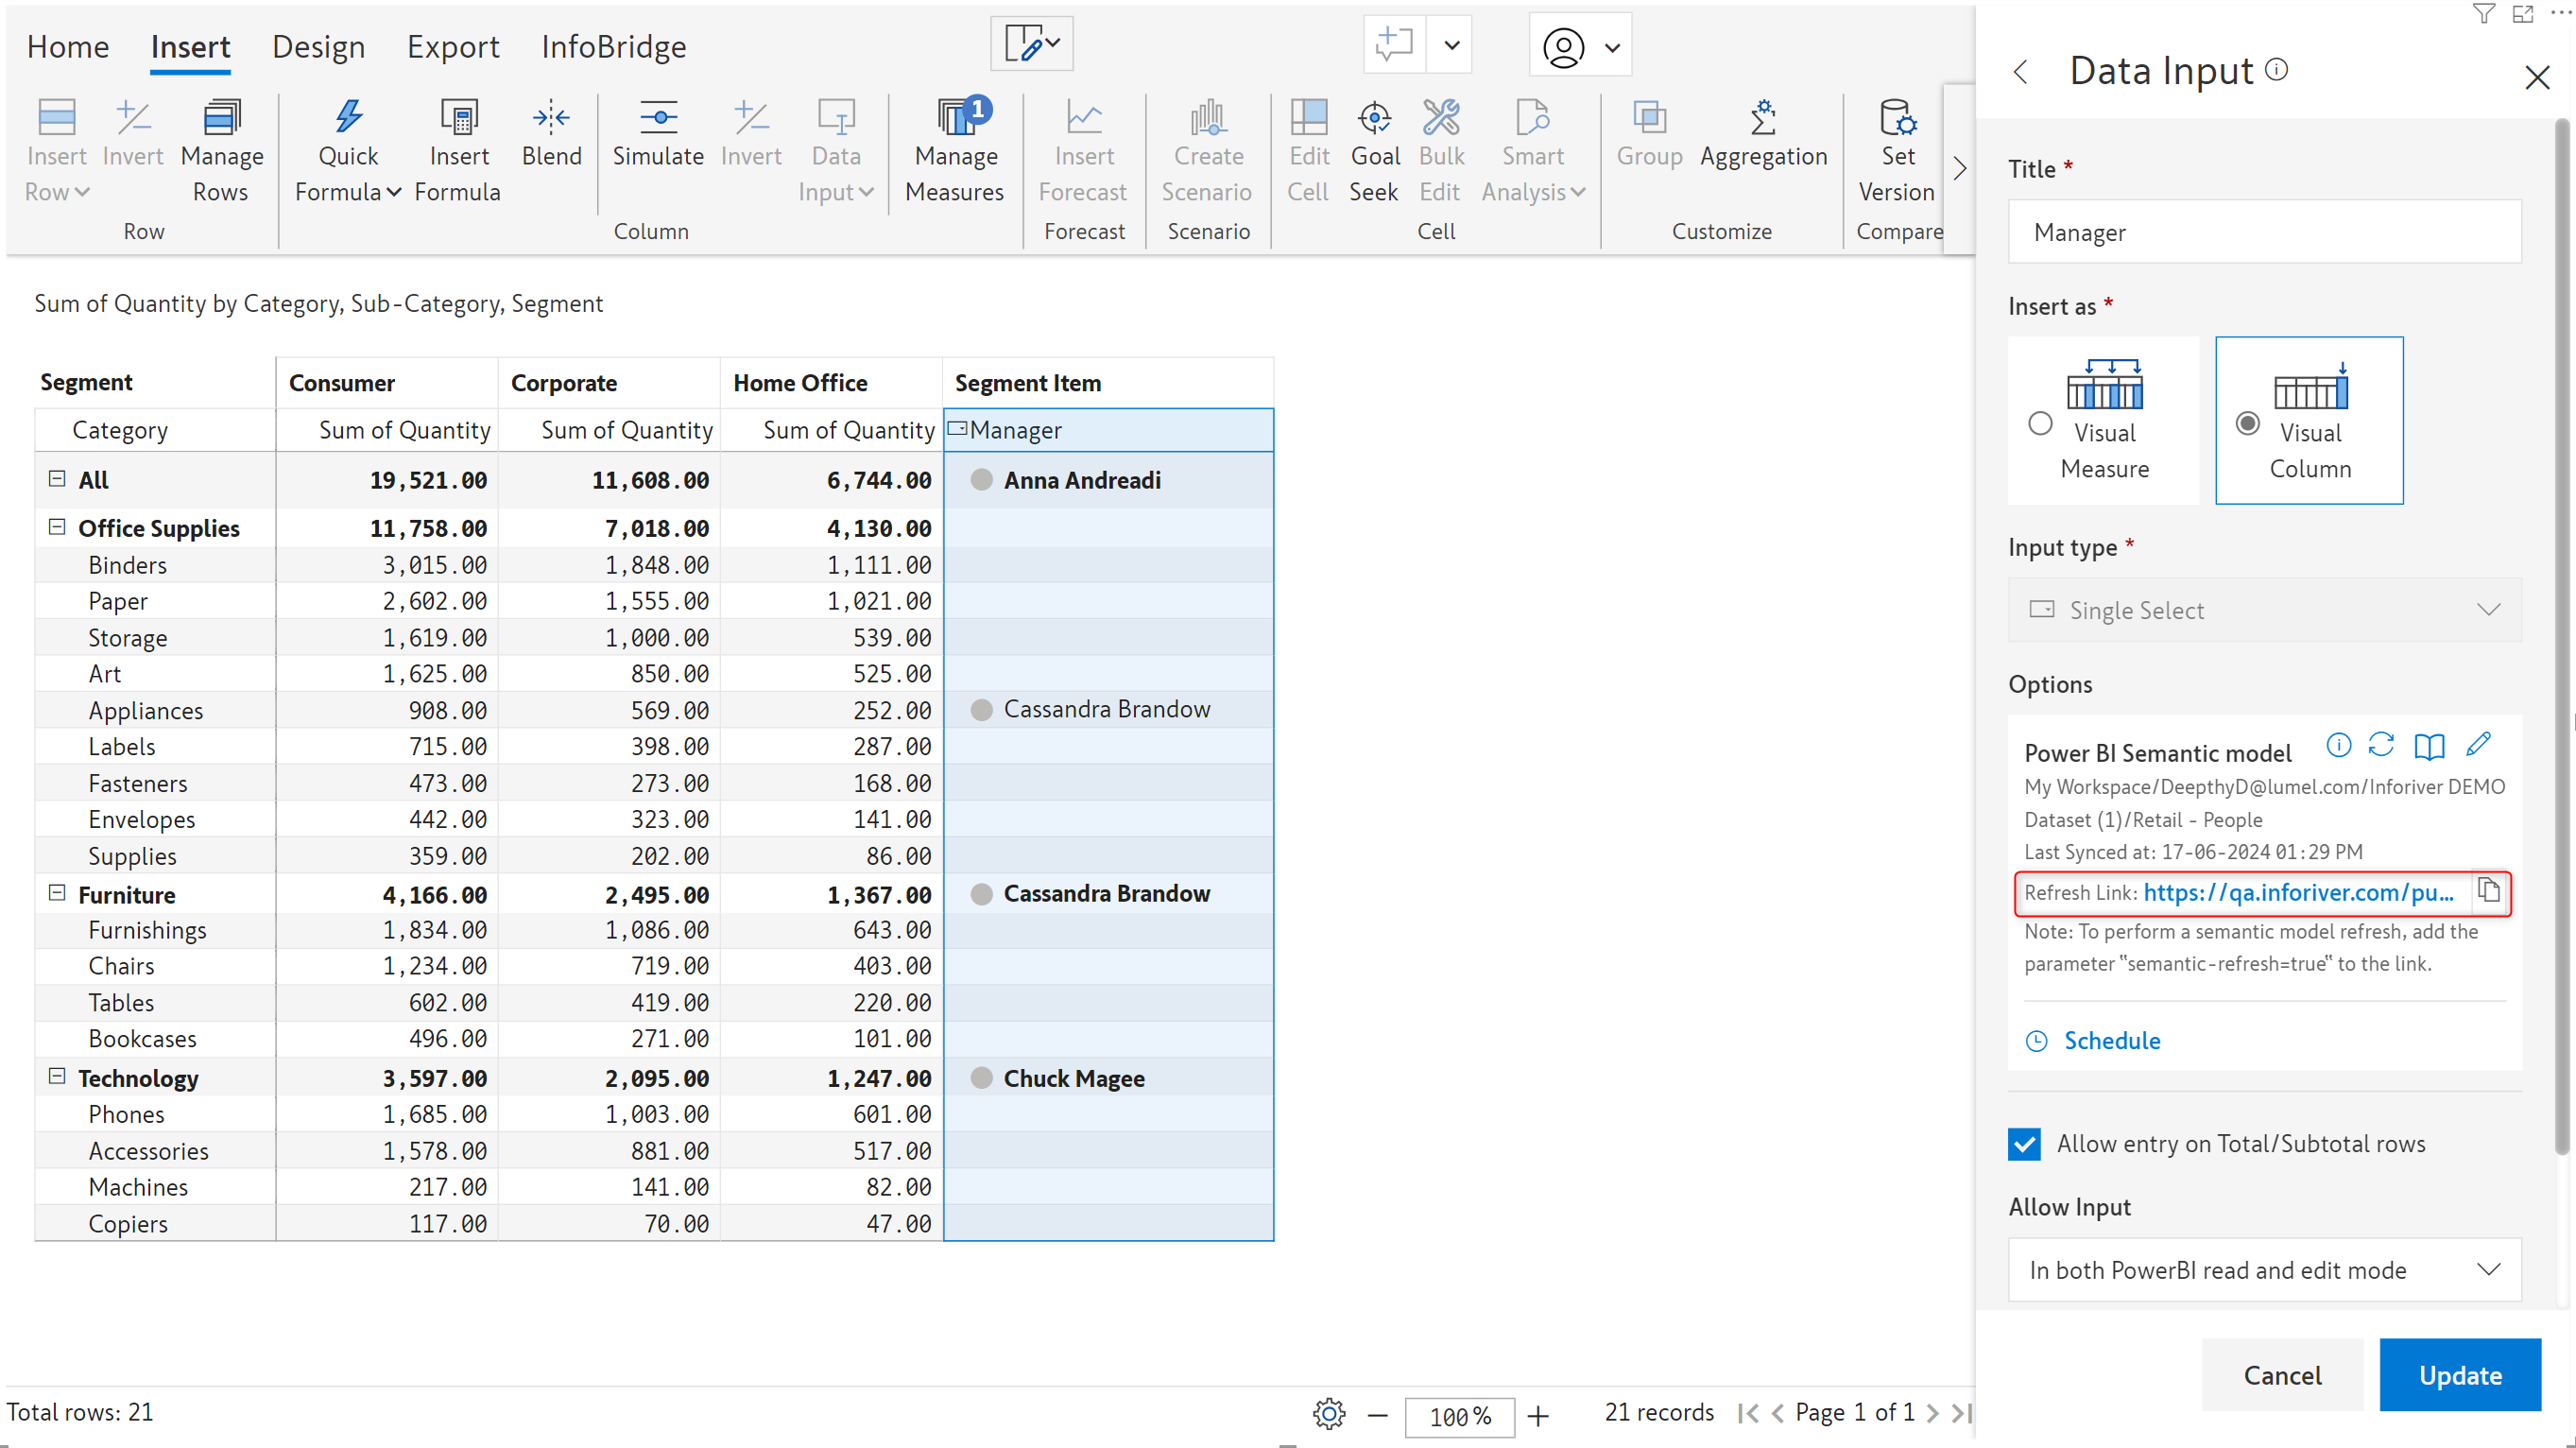 Home Insert Design Export InfoBridge
Insert Row
Invert
Manage Rows
Row
Quick Formula
Insert Formula
Blend
Simulate
Invert
Data Input
Column
1
Manage Measures
Insert Forecast
Forecast
Create Scenario
Scenario
Edit Cell
Goal Seek
Bulk Edit
Smart Analysis
Cell
Group
Aggregation
Customize
Set Version
Compare
Sum of Quantity by Category, Sub-Category, Segment
Segment Consumer Corporate Home Office Segment Item
Category Sum of Quantity Sum of Quantity Sum of Quantity Manager
All 19,521.00 11,608.00 6,744.00 Anna Andreadi
Office Supplies 11,758.00 7,018.00 4,130.00
Binders 3,015.00 1,848.00 1,111.00
Paper 2,602.00 1,555.00 1,021.00
Storage 1,619.00 1,000.00 539.00
Art 1,625.00 850.00 525.00
Appliances 908.00 569.00 252.00 Cassandra Brandow
Labels 715.00 398.00 287.00
Fasteners 473.00 273.00 168.00
Envelopes 442.00 323.00 141.00
Supplies 359.00 202.00 86.00
Furniture 4,166.00 2,495.00 1,367.00 Cassandra Brandow
Furnishings 1,834.00 1,086.00 643.00
Chairs 1,234.00 719.00 403.00
Tables 602.00 419.00 220.00
Bookcases 496.00 271.00 101.00
Technology 3,597.00 2,095.00 1,247.00 Chuck Magee
Phones 1,685.00 1,003.00 601.00
Accessories 1,578.00 881.00 517.00
Machines 217.00 141.00 82.00
Copiers 117.00 70.00 47.00
Total rows: 21
100 %
21 records
Page 1 of 1
Data Input
Title *
Manager
Insert as *
Visual Measure
Visual Column
Input type *
Single Select
Options
Power BI Semantic model
My Workspace/DeepthyD@lumel.com/Inforiver DEMO
Dataset (1)/Retail - People
Last Synced at: 17-06-2024 01:29 PM
Refresh Link: https://qa.inforiver.com/pu...
Note: To perform a semantic model refresh, add the
parameter "semantic-refresh=true" to the link.
Schedule
Allow entry on Total/Subtotal rows
Allow Input
In both PowerBI read and edit mode
Cancel
Update